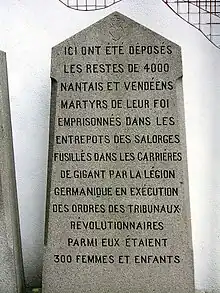 ICI ONT ÉTÉ DÉPOSÉS
LES RESTES DE 4000
NANTAIS ET VENDÉENS
MARTYRS DE LEUR FOI
EMPRISONNÉS DANS LES
ENTREPOTS DES SALORGES
FUSILLÉS DANS LES CARRIÈRES
DE GIGANT PAR LA LÉGION
GERMANIQUE EN EXÉCUTION
DES ORDRES DES TRIBUNAUX
RÉVOLUTIONNAIRES
PARMI EUX ÉTAIENT
300 FEMMES ET ENFANTS